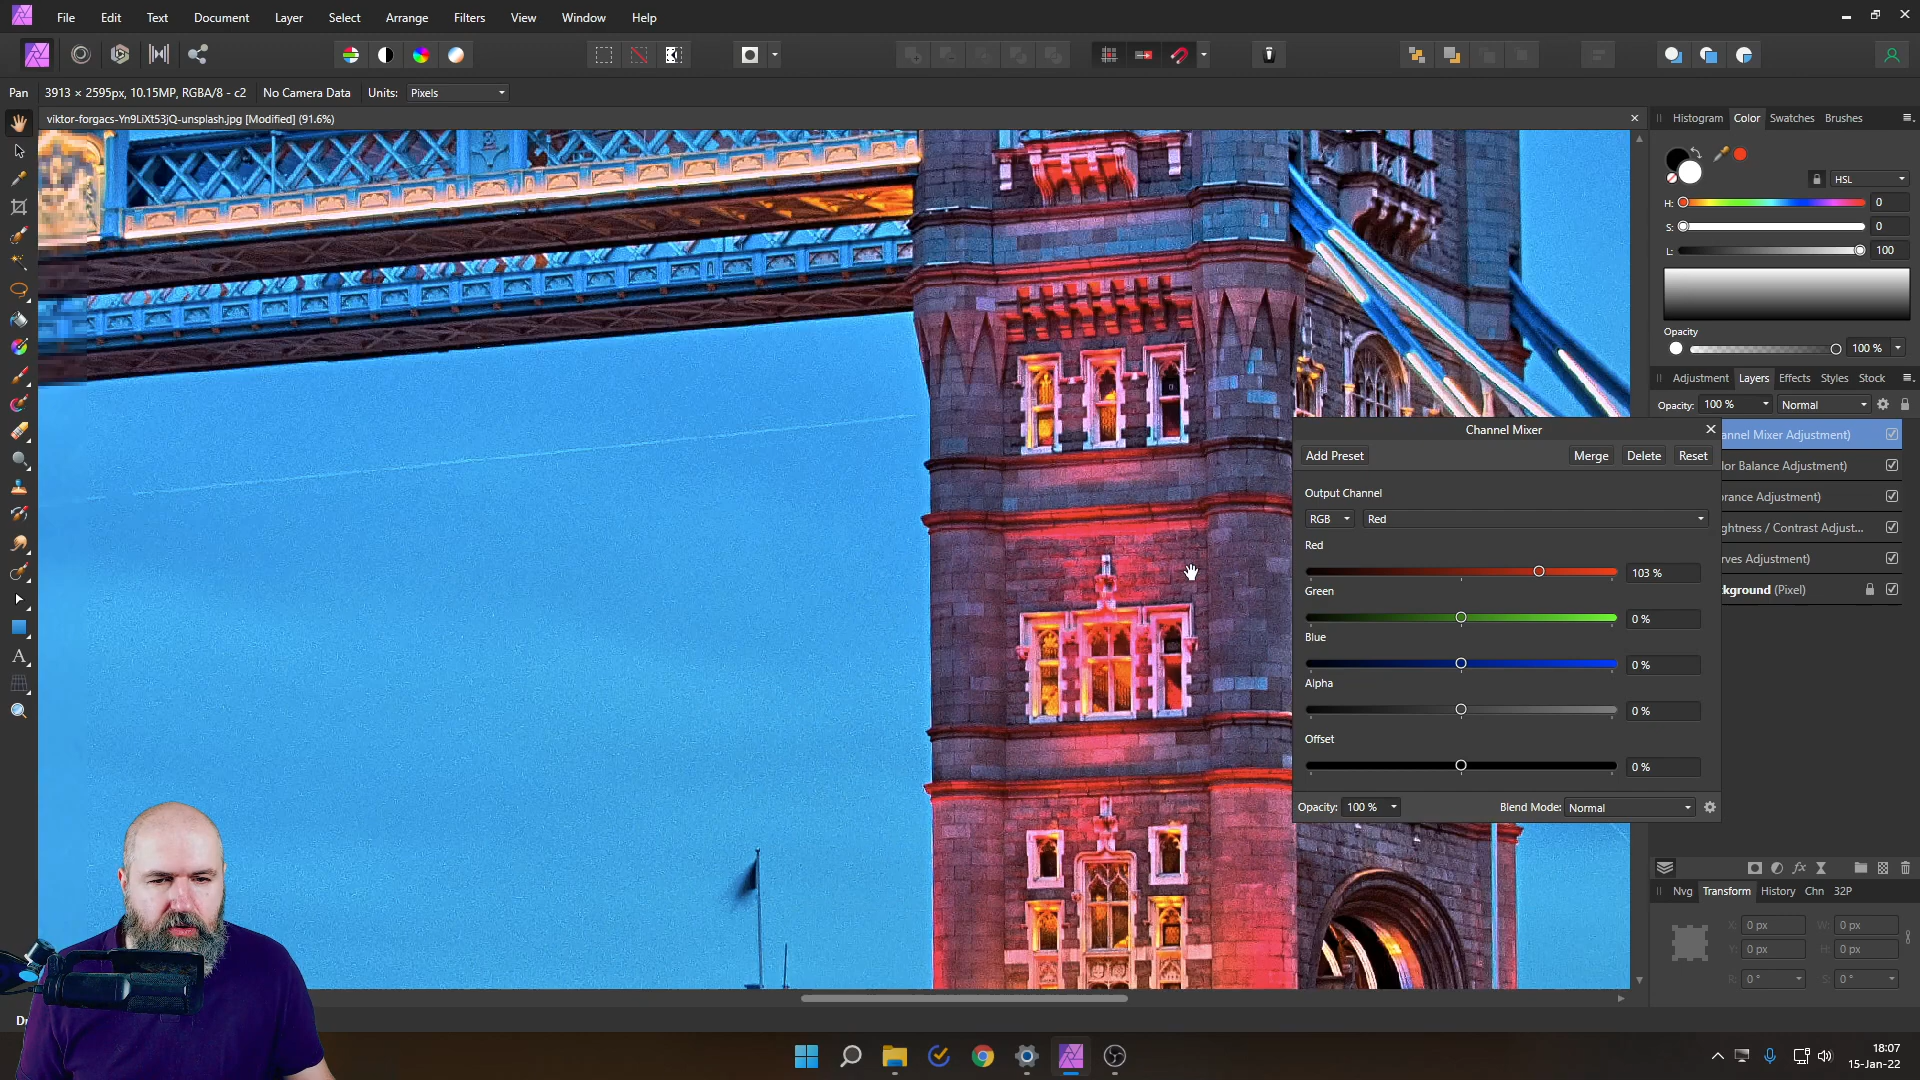 File Edit Text Document Layer Select Arrange Filters View Window Help
Pan 3913 × 2595px, 10.15MP, RGBA/8 - c2 No Camera Data Units: Pixels
viktor-forgacs-Yn9LiXt53jQ-unsplash.jpg [Modified] (91.6%)
Histogram Color Swatches Brushes
HSL
H: 0
S: 0
L: 100
Opacity
100 %
Adjustment Layers Effects Styles Stock
Opacity: 100 % Normal
Channel Mixer
annel Mixer Adjustment)
Add Preset Merge Delete Reset
lor Balance Adjustment)
Output Channel
rance Adjustment)
RGB Red
ghtness / Contrast Adjust...
Red
rves Adjustment)
103 %
Green
kground (Pixel)
0 %
Blue
0 %
Alpha
0 %
Offset
0 %
Opacity: 100 % Blend Mode: Normal
Nvg Transform History Chn 32P
X: 0 px W: 0 px
Y: 0 px H: 0 px
R: 0 ° S: 0 °
18:07
15-Jan-22